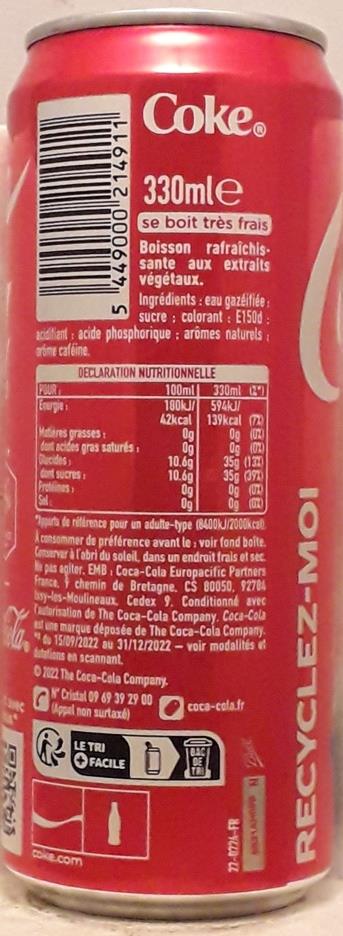 Coke®
5 449000 214911
330ml e
se boit très frais
Boisson rafraîchis-
sante aux extraits
végétaux.
Ingrédients : eau gazéifiée ;
sucre ; colorant : E150d ;
acidifiant : acide phosphorique ; arômes naturels ;
arôme caféine.
DECLARATION NUTRITIONNELLE
POUR : 100ml 330ml (%*)
Energie : 180kJ/ 594kJ/
42kcal 139kcal (7%)
Matières grasses : 0g 0g (0%)
dont acides gras saturés : 0g 0g (0%)
Glucides : 10.6g 35g (13%)
dont sucres : 10.6g 35g (39%)
Protéines : 0g 0g (0%)
Sel : 0g 0g (0%)
*Apports de référence pour un adulte-type (8400kJ/2000kcal).
A consommer de préférence avant le : voir fond boîte.
Conserver à l'abri du soleil, dans un endroit frais et sec.
Ne pas agiter. EMB : Coca-Cola Europacific Partners
France, 9 chemin de Bretagne, CS 80050, 92784
Issy-les-Moulineaux, Cedex 9. Conditionné avec
l'autorisation de The Coca-Cola Company. Coca-Cola
est une marque déposée de The Coca-Cola Company.
du 15/09/2022 au 31/12/2022 – voir modalités et
dotations en scannant.
© 2022 The Coca-Cola Company.
N° Cristal 09 69 39 29 00
(Appel non surtaxé)
coca-cola.fr
LE TRI
+ FACILE
BAC
DE
TRI
coke.com
22-0226-FR
RECYCLEZ-MOI